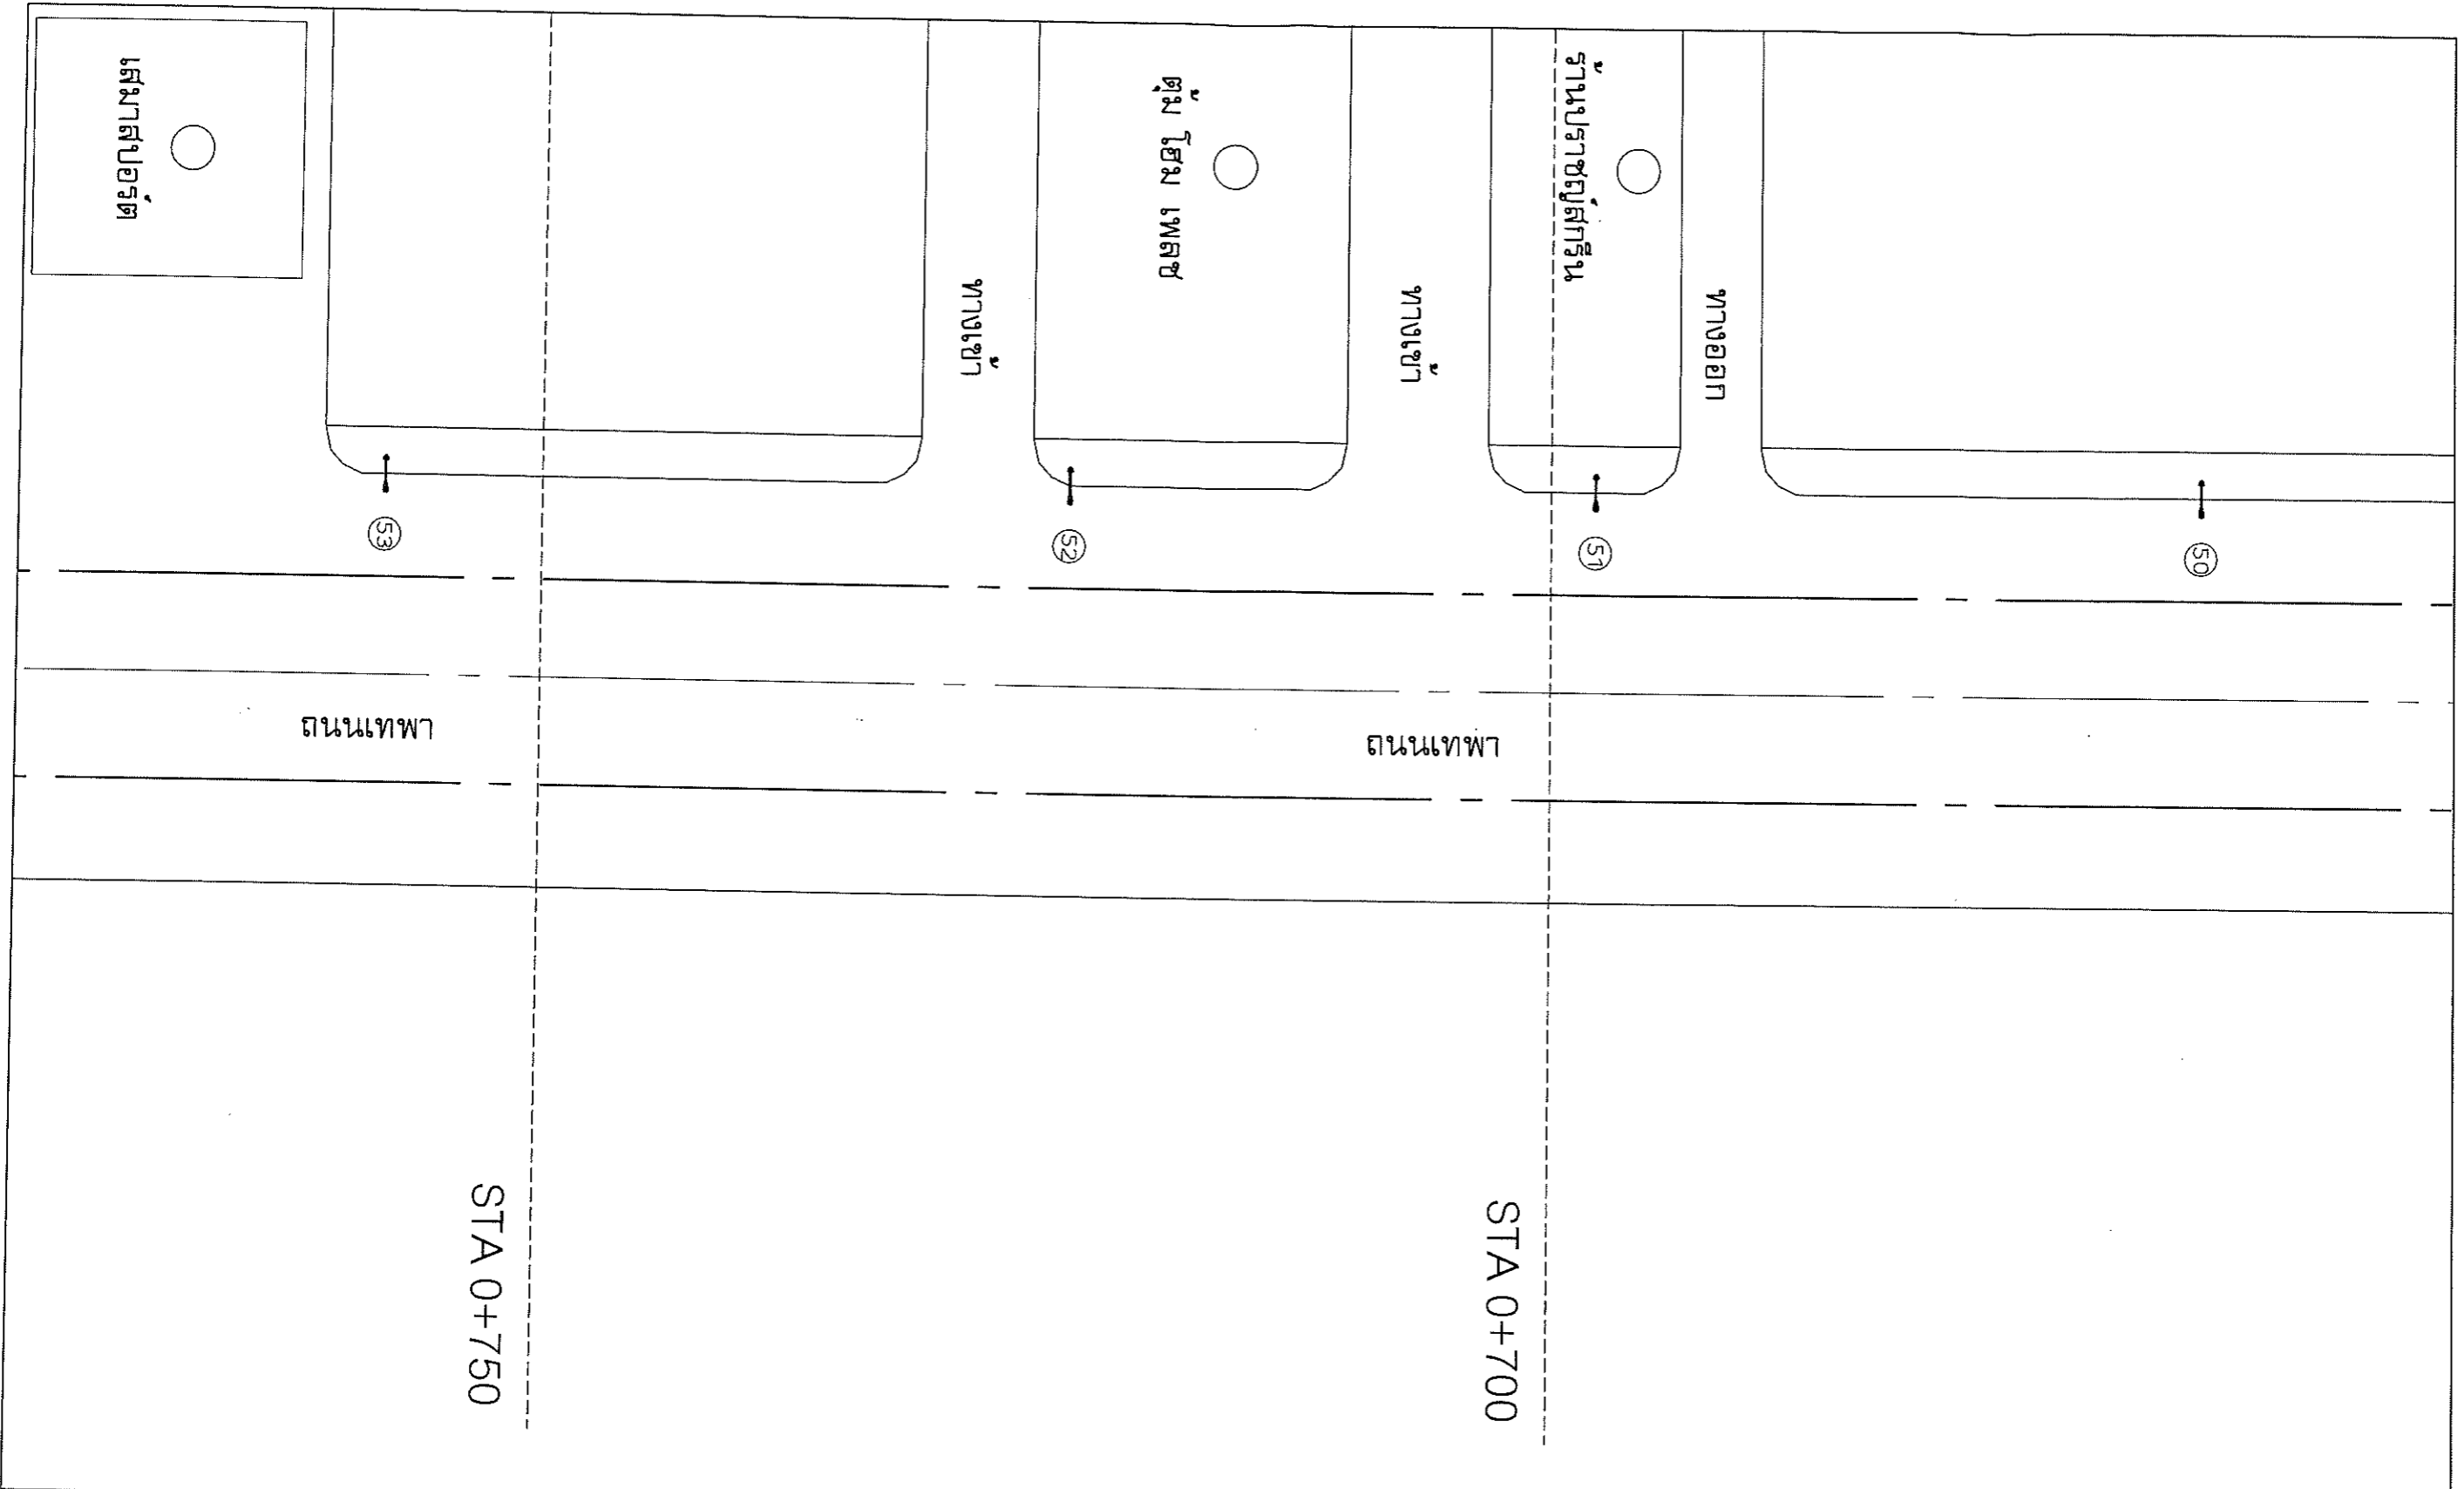 เสมาสปอร์ต
ตุ้ม โฮม เพลซ
ร้านปราชญ์สกรีน
ทางเข้า
ทางเข้า
ทางออก
53
52
51
50
ถนนเทพา
ถนนเทพา
STA 0+750
STA 0+700